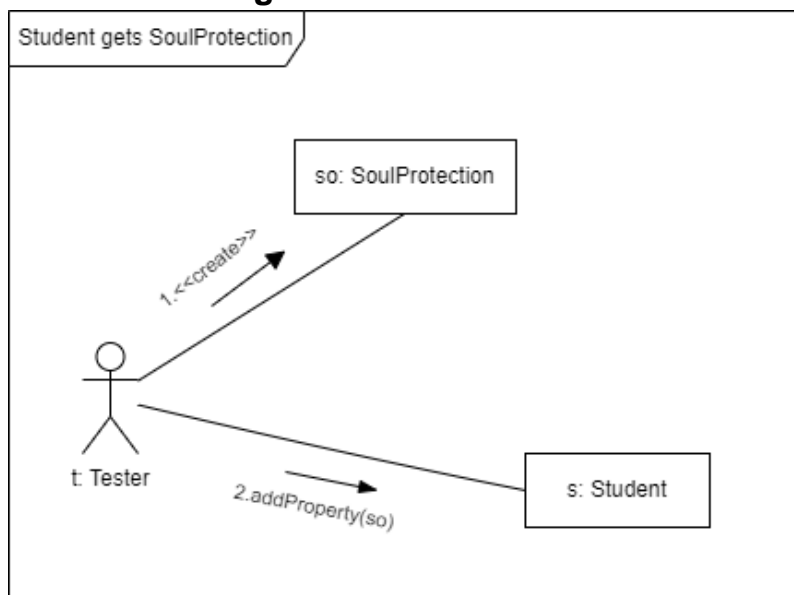 Student gets SoulProtection
so: SoulProtection
1.<<create>>
t: Tester
2.addProperty(so)
s: Student